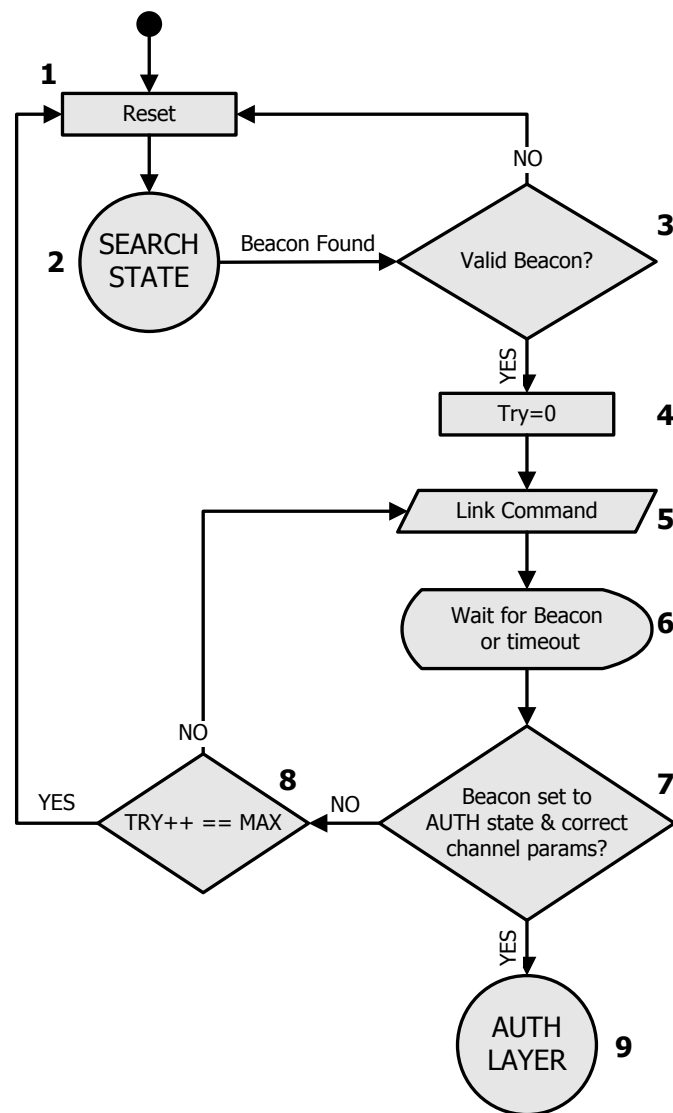 1
Reset
NO
2
SEARCH
STATE
Beacon Found
Valid Beacon?
3
YES
Try=0
4
Link Command
5
Wait for Beacon
or timeout
6
Beacon set to
AUTH state & correct
channel params?
7
NO
TRY++ == MAX
8
NO
YES
YES
AUTH
LAYER
9